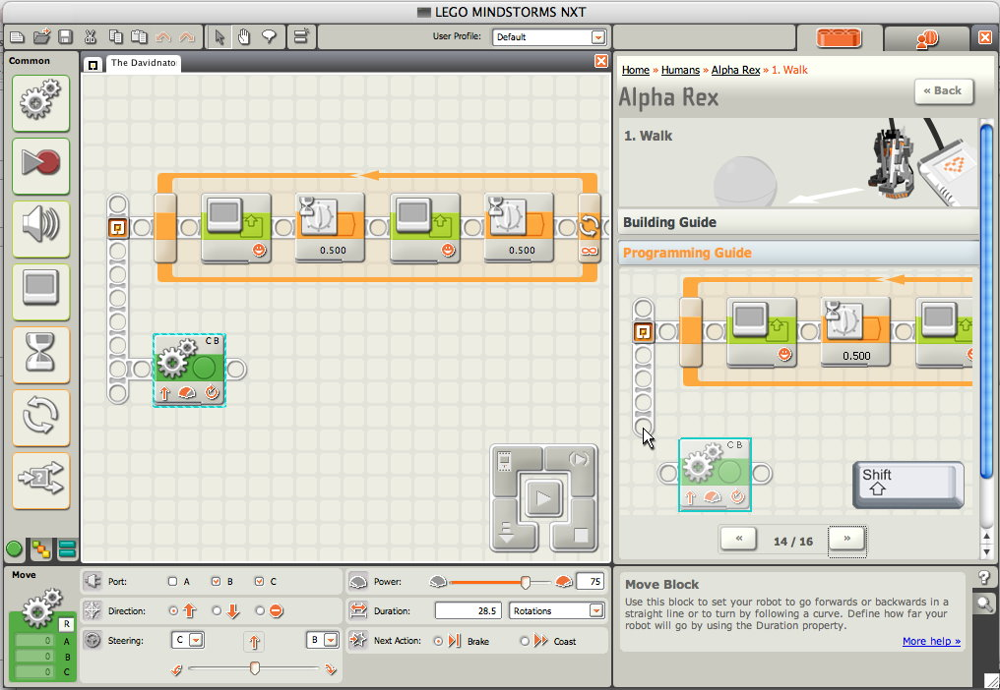 LEGO MINDSTORMS NXT
User Profile: Default
Common
The Davidnato
0.500
0.500
C B
Home » Humans » Alpha Rex » 1. Walk
Alpha Rex
« Back
1. Walk
Building Guide
Programming Guide
0.500
C B
Shift
«
14 / 16
»
Move
R
0 A
0 B
0 C
Port: A B C
Direction:
Steering: C B
Power: 75
Duration: 28.5 Rotations
Next Action: Brake Coast
Move Block
Use this block to set your robot to go forwards or backwards in a
straight line or to turn by following a curve. Define how far your
robot will go by using the Duration property.
More help »